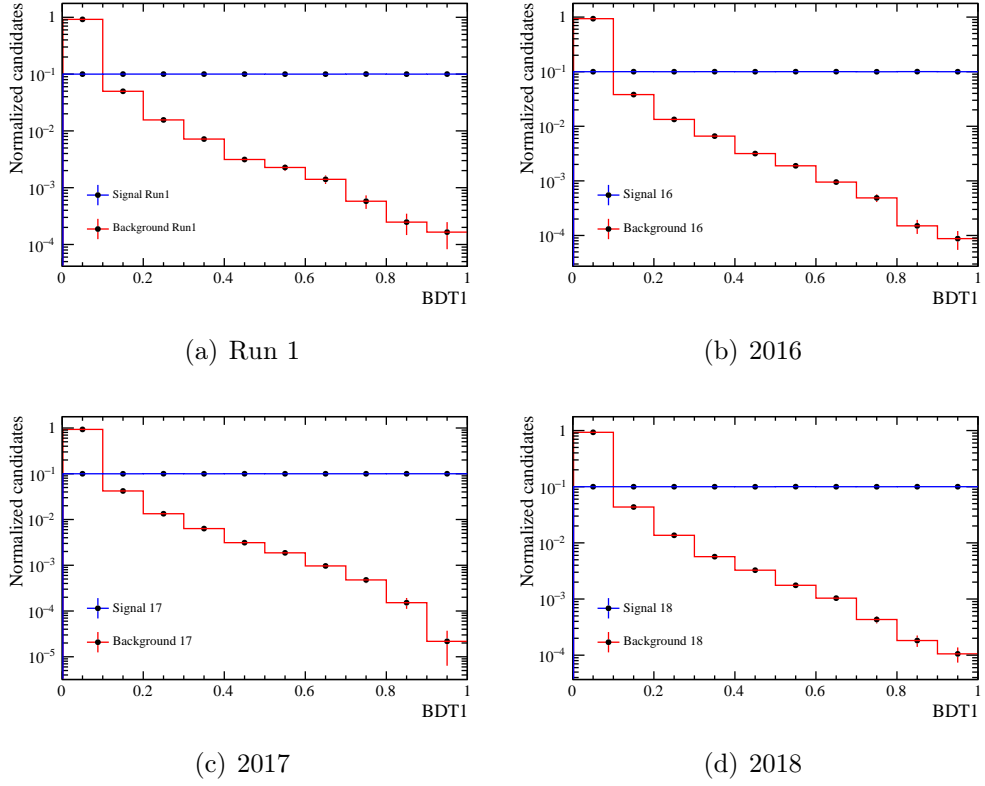 Normalized candidates
1
10⁻¹
10⁻²
10⁻³
10⁻⁴
Signal Run1
Background Run1
0 0.2 0.4 0.6 0.8 1
BDT1
(a) Run 1
Normalized candidates
1
10⁻¹
10⁻²
10⁻³
10⁻⁴
Signal 16
Background 16
0 0.2 0.4 0.6 0.8 1
BDT1
(b) 2016
Normalized candidates
1
10⁻¹
10⁻²
10⁻³
10⁻⁴
10⁻⁵
Signal 17
Background 17
0 0.2 0.4 0.6 0.8 1
BDT1
(c) 2017
Normalized candidates
1
10⁻¹
10⁻²
10⁻³
10⁻⁴
Signal 18
Background 18
0 0.2 0.4 0.6 0.8 1
BDT1
(d) 2018